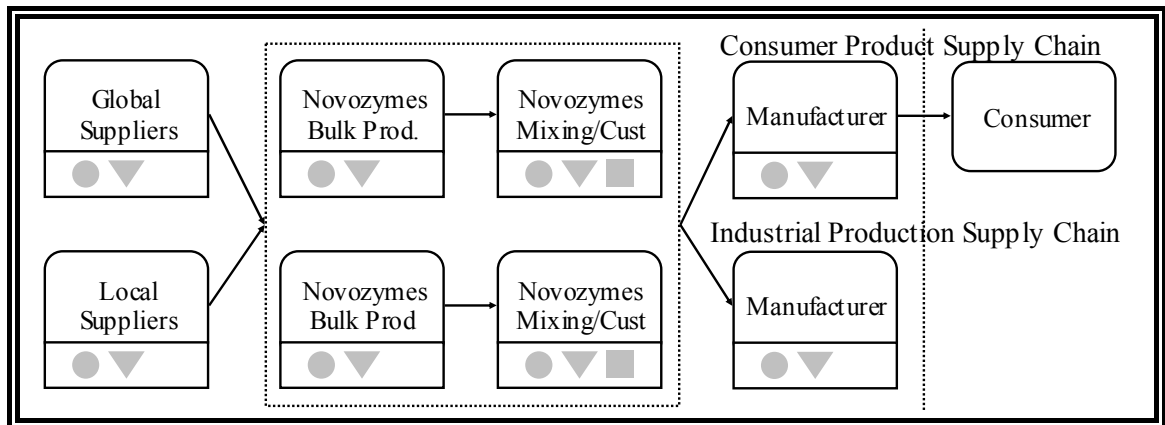 Consumer Product Supply Chain
Global
Suppliers
Novozymes
Bulk Prod.
Novozymes
Mixing/Cust
Manufacturer
Consumer
Industrial Production Supply Chain
Local
Suppliers
Novozymes
Bulk Prod
Novozymes
Mixing/Cust
Manufacturer